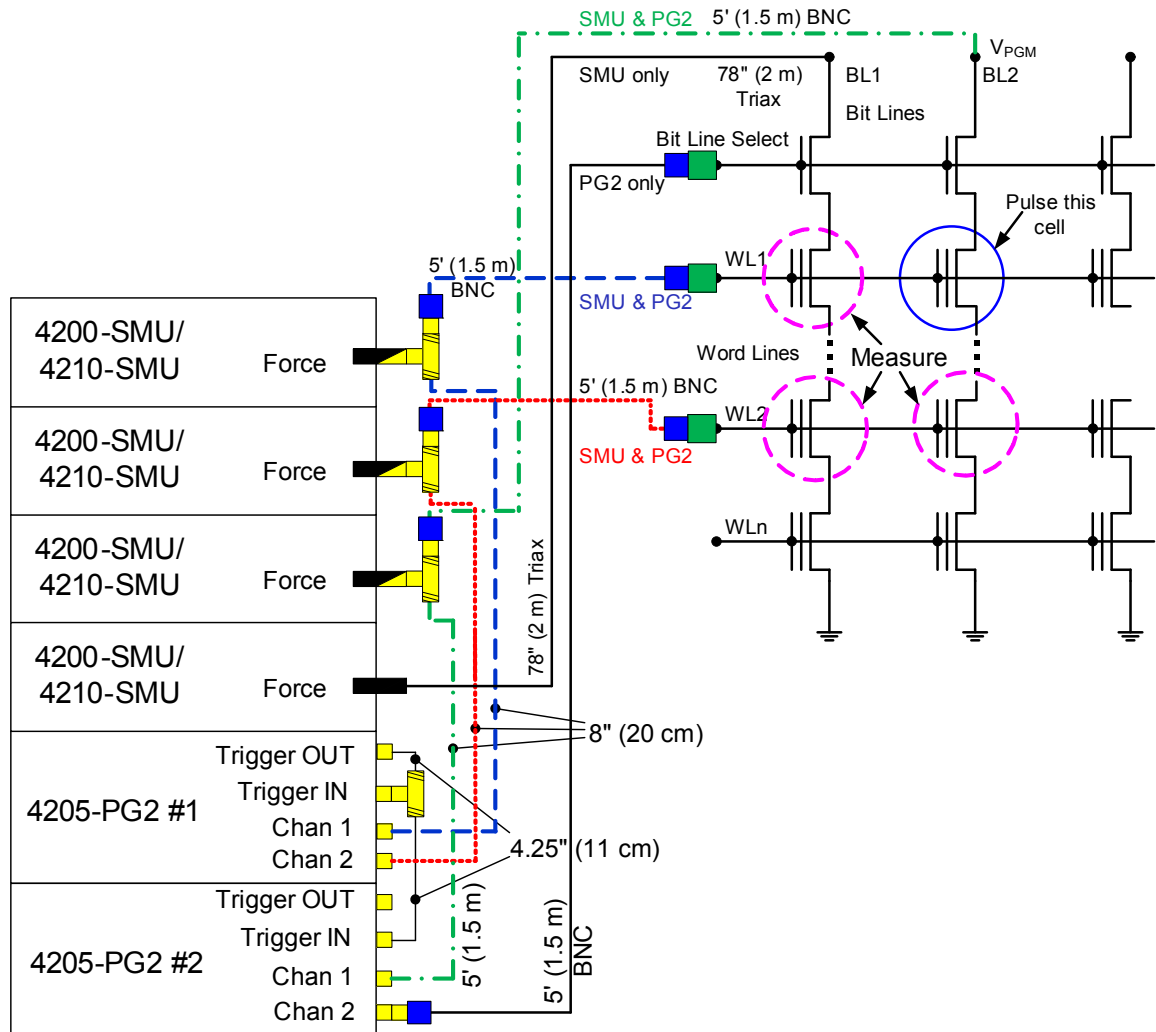 SMU & PG2 5' (1.5 m) BNC
VPGM
SMU only
78" (2 m)
Triax
BL1
BL2
Bit Lines
Bit Line Select
PG2 only
Pulse this
cell
5' (1.5 m)
BNC
WL1
SMU & PG2
Word Lines
Measure
5' (1.5 m) BNC
WL2
SMU & PG2
WLn
4200-SMU/
4210-SMU
Force
4200-SMU/
4210-SMU
Force
4200-SMU/
4210-SMU
Force
4200-SMU/
4210-SMU
Force
78" (2 m) Triax
8" (20 cm)
4205-PG2 #1
Trigger OUT
Trigger IN
Chan 1
Chan 2
4.25" (11 cm)
4205-PG2 #2
Trigger OUT
Trigger IN
Chan 1
Chan 2
5' (1.5 m)
5' (1.5 m)
BNC